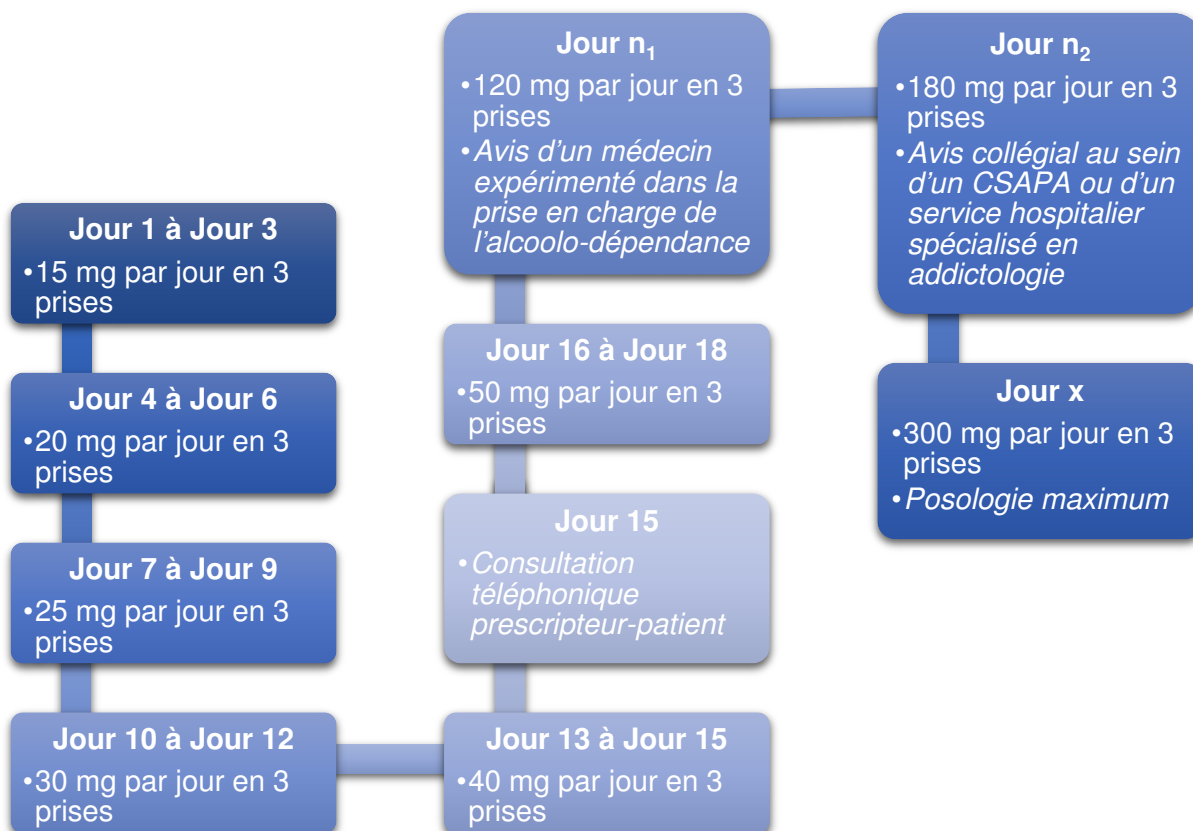 Jour 1 à Jour 3
•15 mg par jour en 3
prises
Jour 4 à Jour 6
•20 mg par jour en 3
prises
Jour 7 à Jour 9
•25 mg par jour en 3
prises
Jour 10 à Jour 12
•30 mg par jour en 3
prises
Jour 13 à Jour 15
•40 mg par jour en 3
prises
Jour 15
•Consultation
téléphonique
prescripteur-patient
Jour 16 à Jour 18
•50 mg par jour en 3
prises
Jour n₁
•120 mg par jour en 3
prises
•Avis d’un médecin
expérimenté dans la
prise en charge de
l’alcoolo-dépendance
Jour n₂
•180 mg par jour en 3
prises
•Avis collégial au sein
d’un CSAPA ou d’un
service hospitalier
spécialisé en
addictologie
Jour x
•300 mg par jour en 3
prises
•Posologie maximum